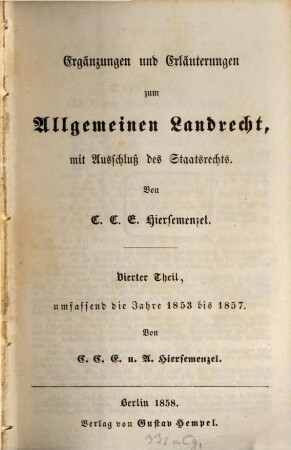 Ergänzungen und Erläuterungen
zum
Allgemeinen Landrecht,
mit Ausschluß des Staatsrechts.
Von
C. C. E. Hiersemenzel.
Vierter Theil,
umfassend die Jahre 1853 bis 1857.
Von
C. C. E. u. A. Hiersemenzel.
Berlin 1858.
Verlag von Gustav Hempel.